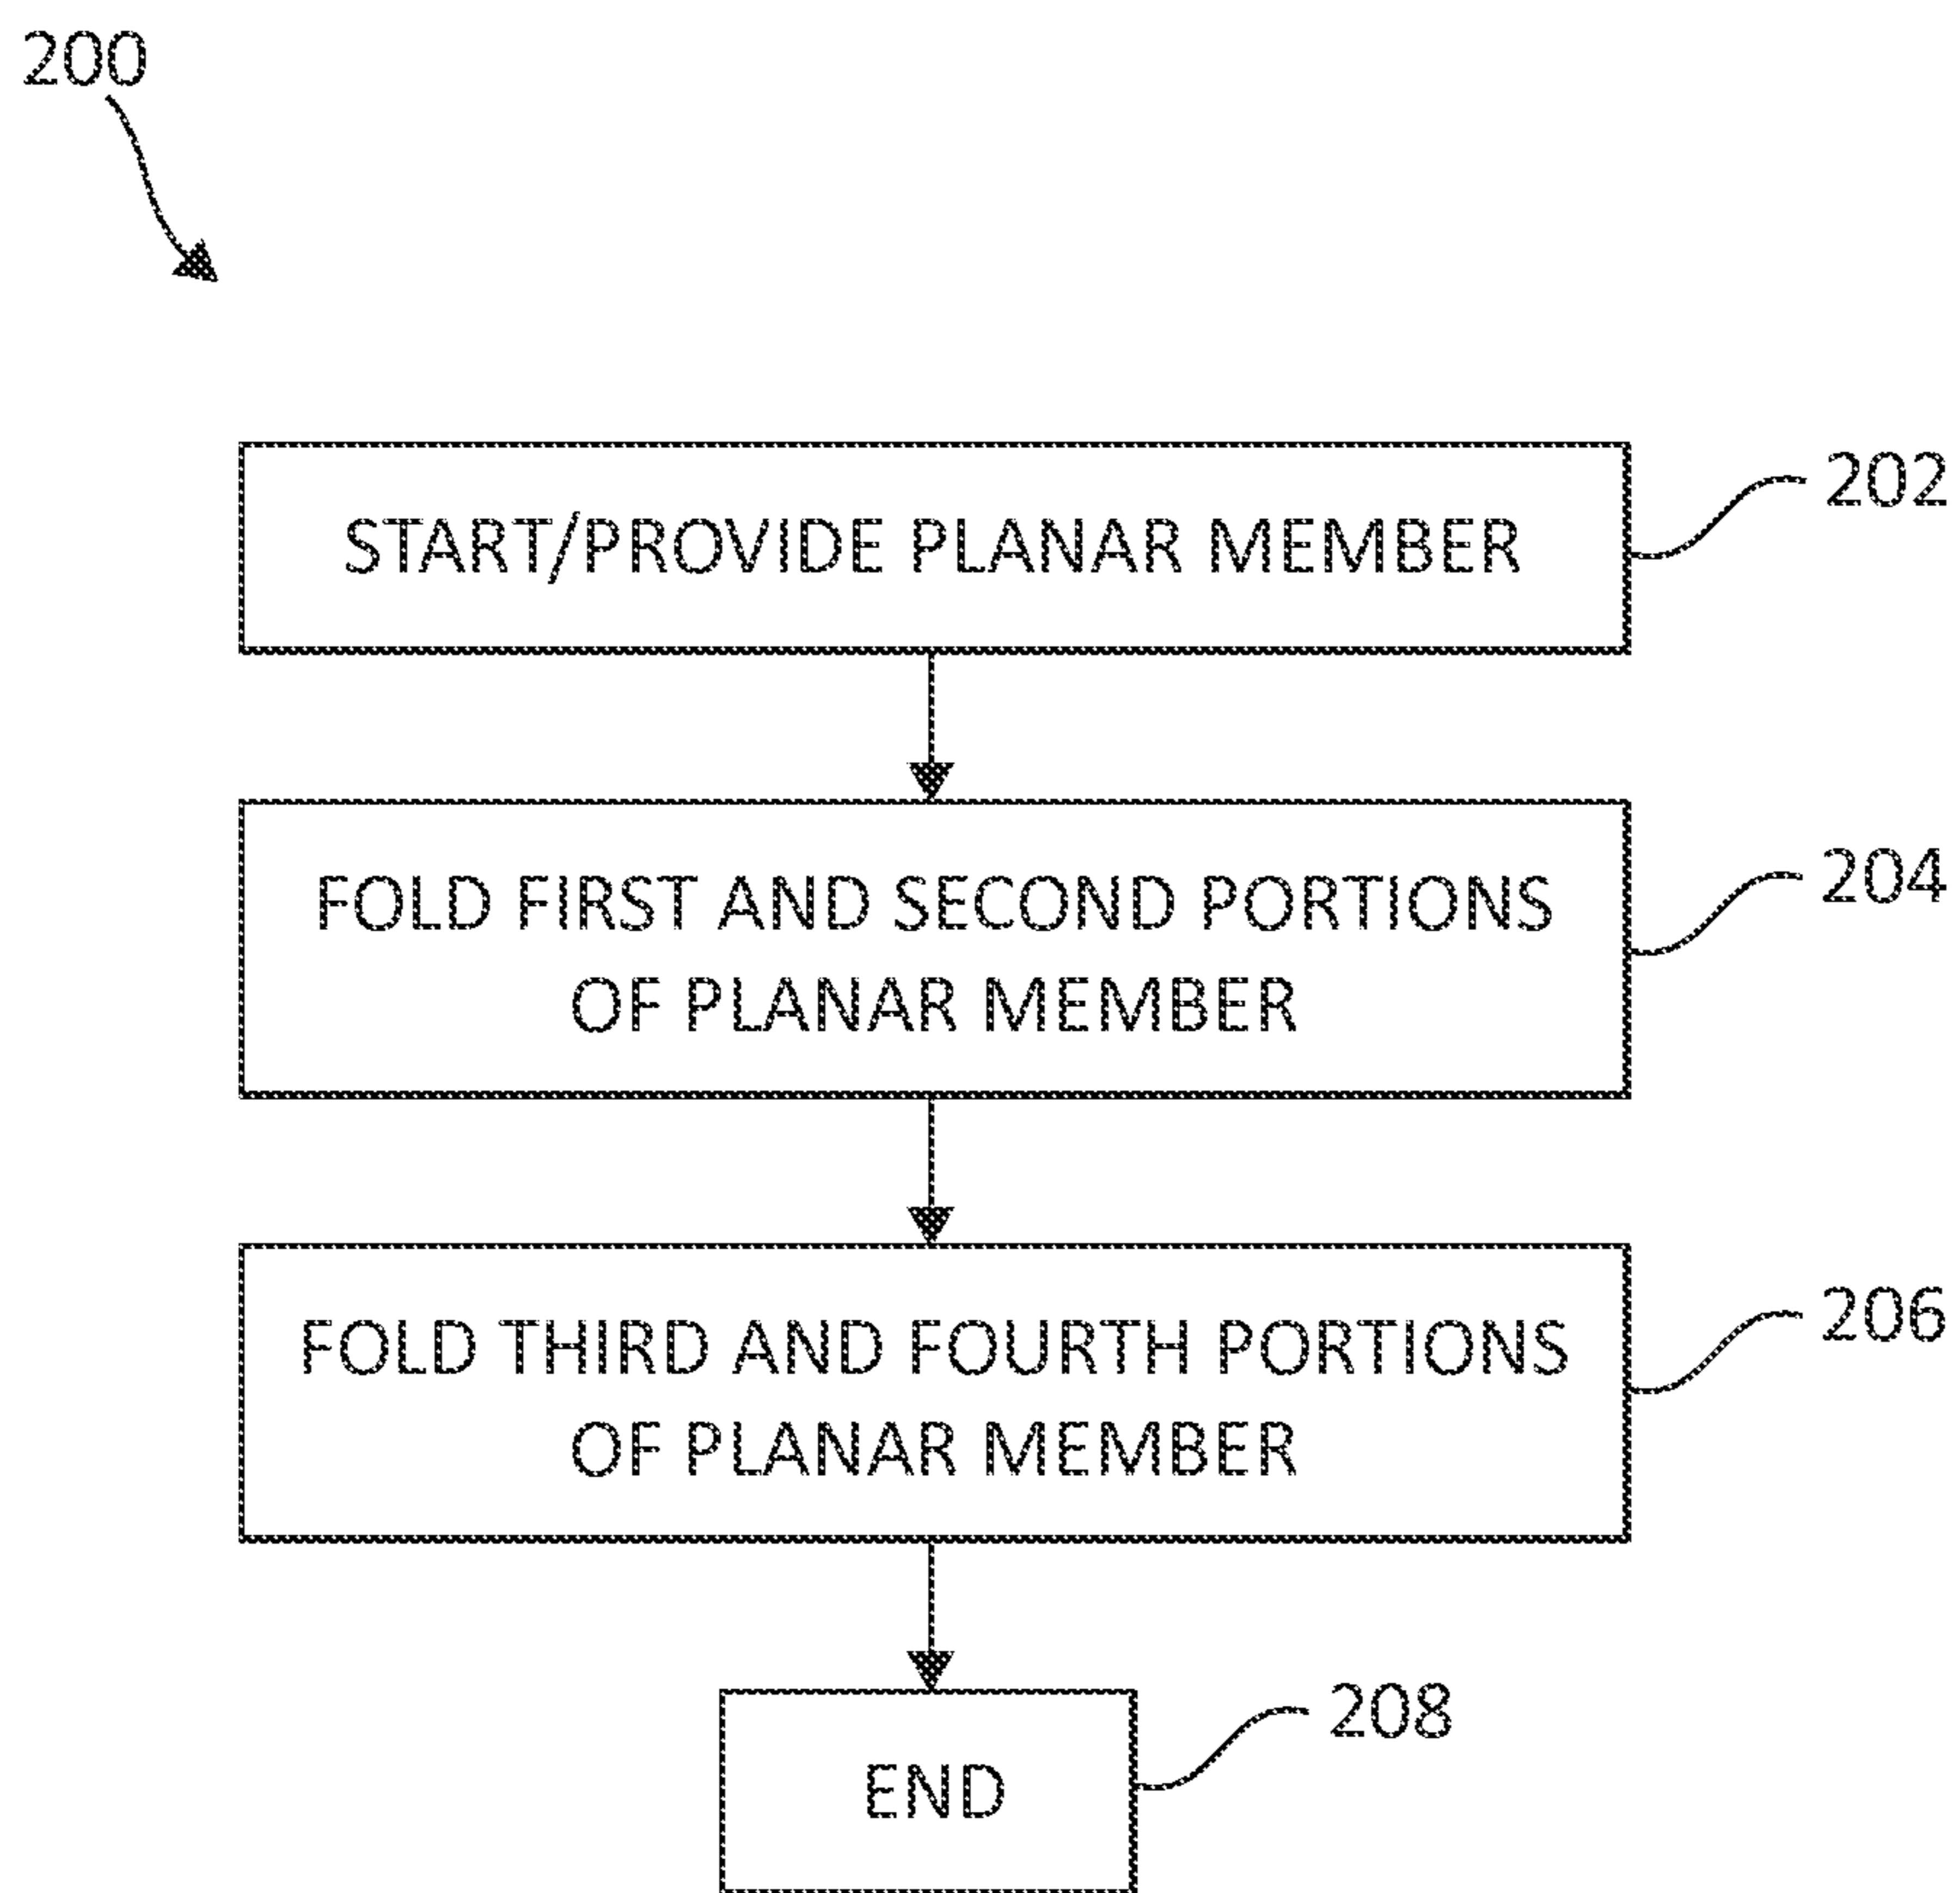 200
START/PROVIDE PLANAR MEMBER
202
FOLD FIRST AND SECOND PORTIONS
OF PLANAR MEMBER
204
FOLD THIRD AND FOURTH PORTIONS
OF PLANAR MEMBER
206
END
208